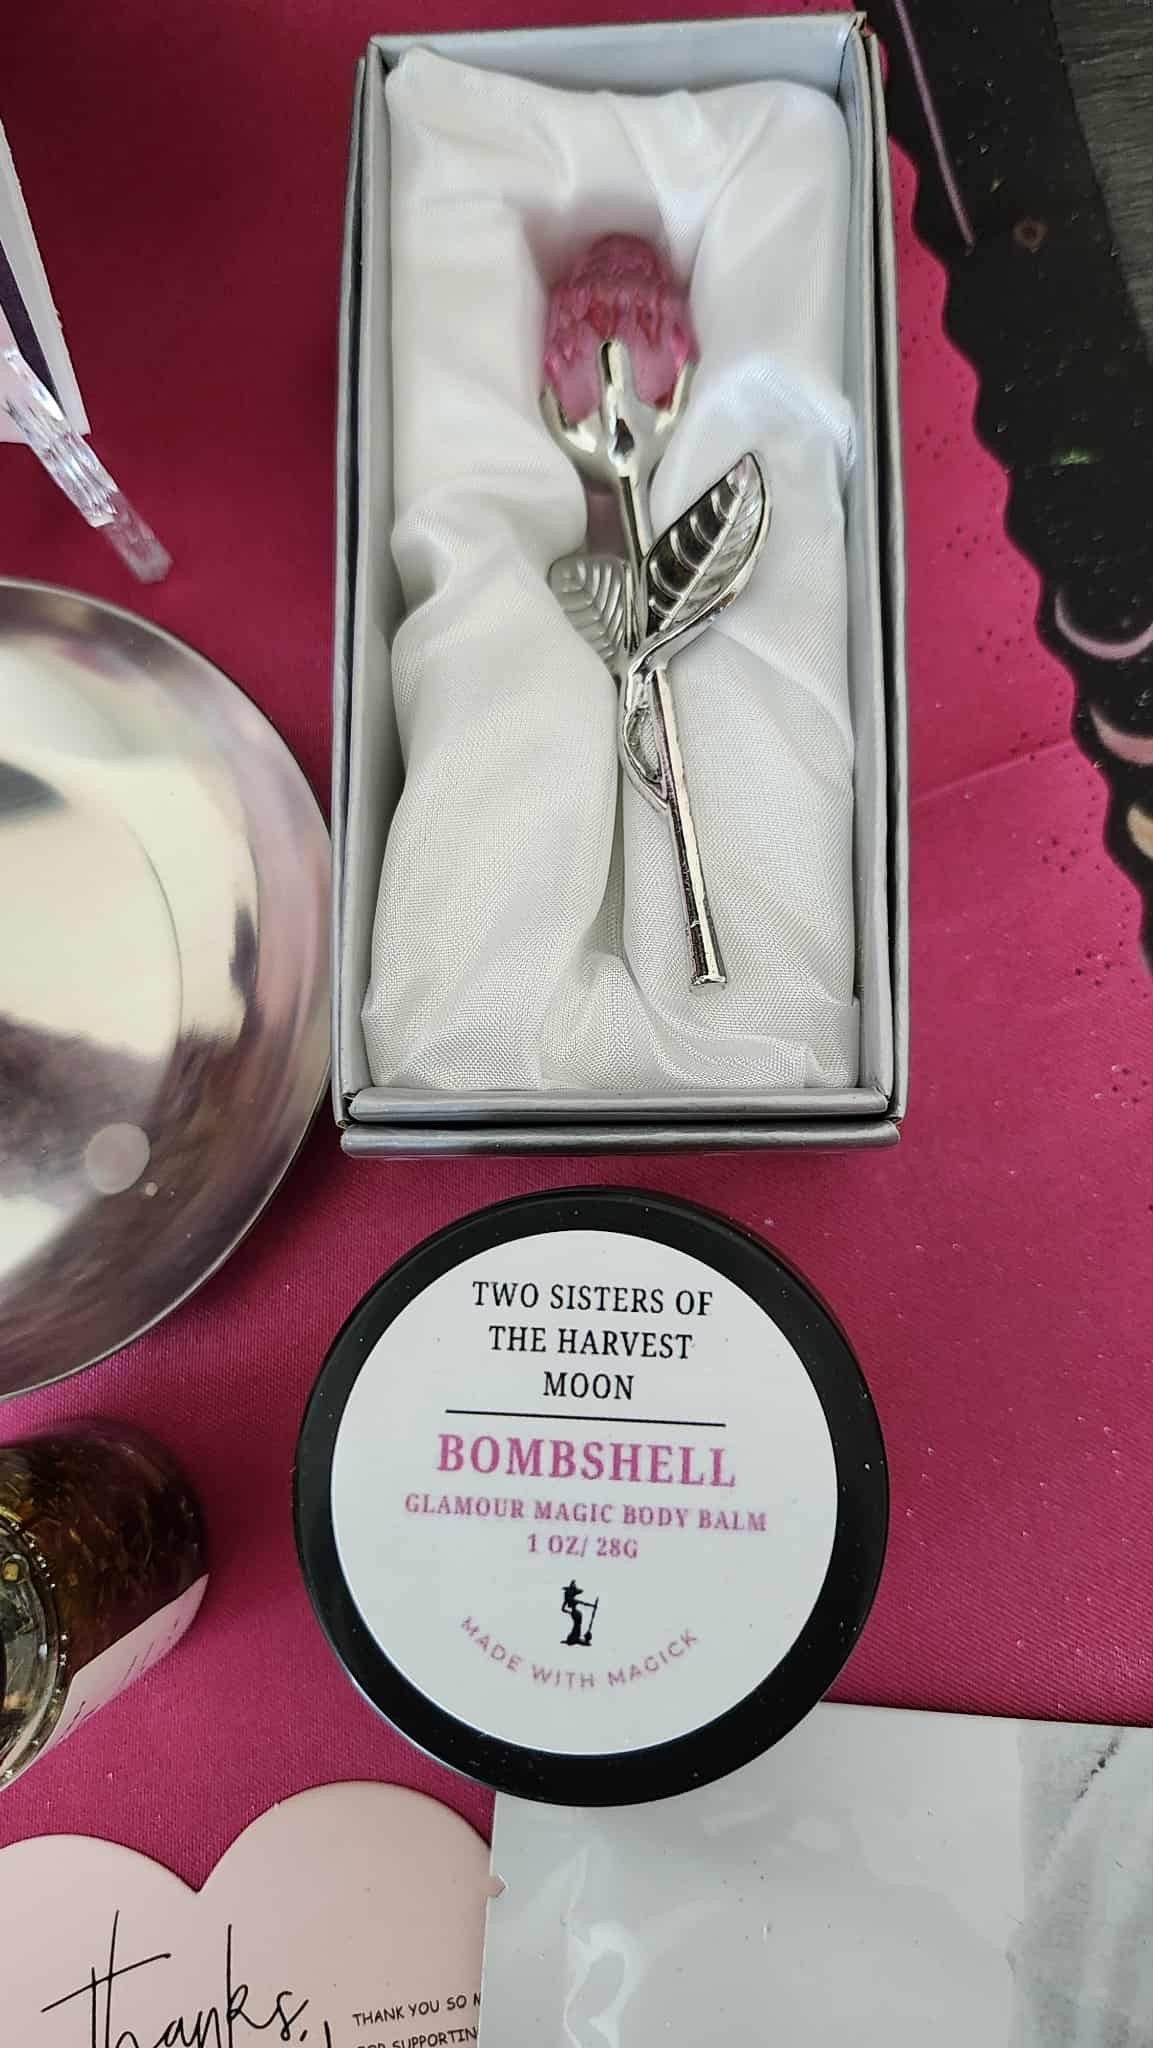 TWO SISTERS OF
THE HARVEST
MOON
BOMBSHELL
GLAMOUR MAGIC BODY BALM
1 OZ/ 28G
MADE WITH MAGICK
thanks,
THANK YOU SO
SUPPORTIN